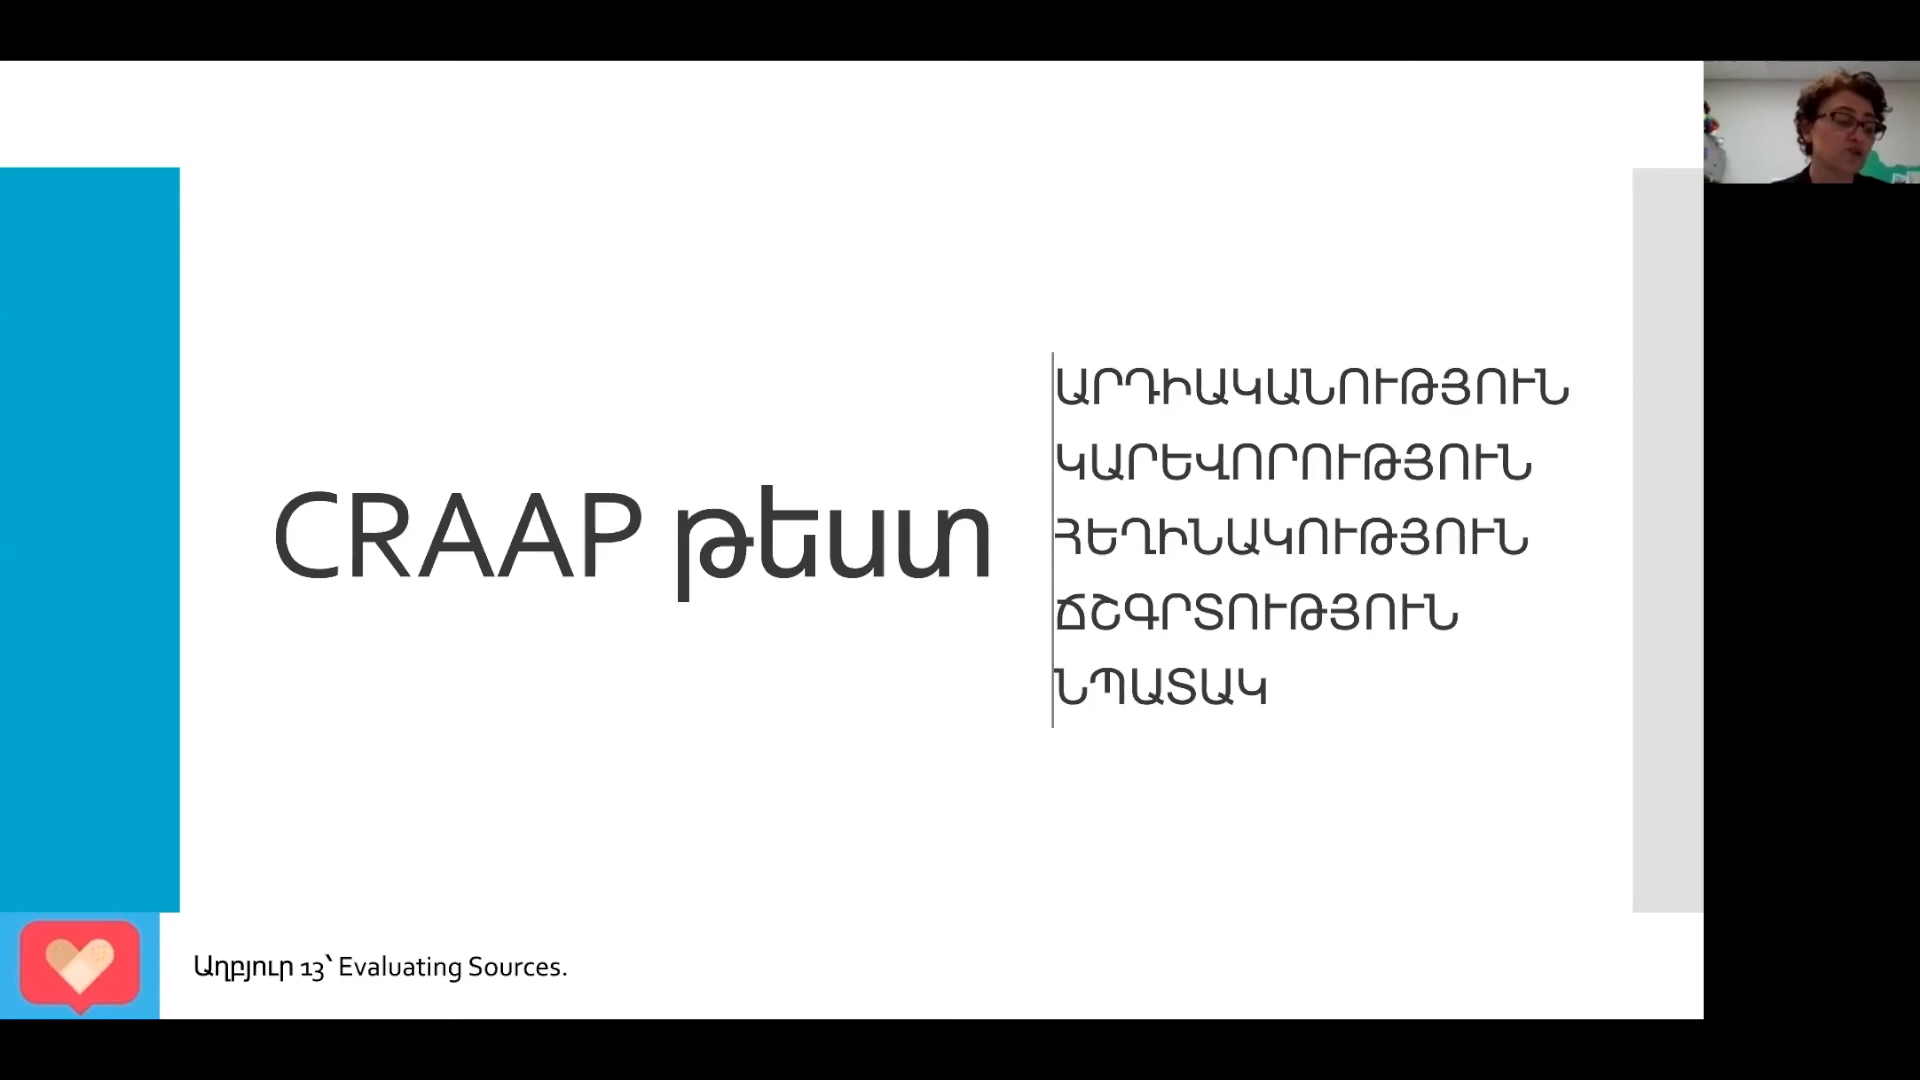 CRAAP թեստ
ԱՐԴԻԱԿԱՆՈՒԹՅՈՒՆ
ԿԱՐԵՎՈՐՈՒԹՅՈՒՆ
ՀԵՂԻՆԱԿՈՒԹՅՈՒՆ
ՃՇԳՐՏՈՒԹՅՈՒՆ
ՆՊԱՏԱԿ
Աղբյուր 13՝ Evaluating Sources.